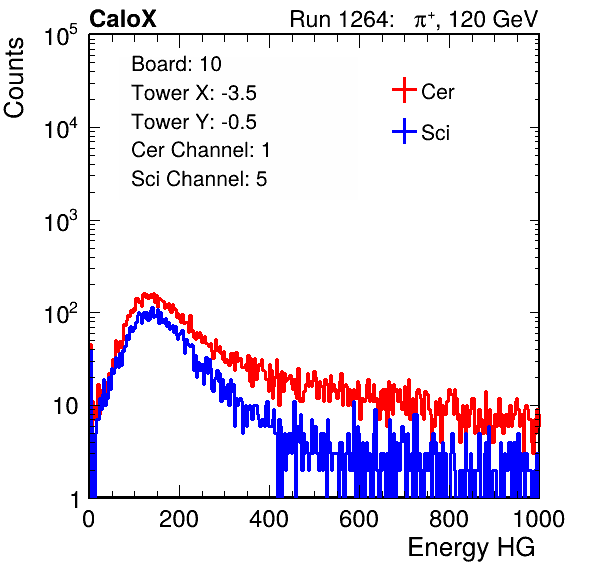 CaloX Run 1264: π⁺, 120 GeV
Counts
10⁵
10⁴
10³
10²
10
1
Board: 10
Tower X: -3.5
Tower Y: -0.5
Cer Channel: 1
Sci Channel: 5
Cer
Sci
0 200 400 600 800 1000
Energy HG